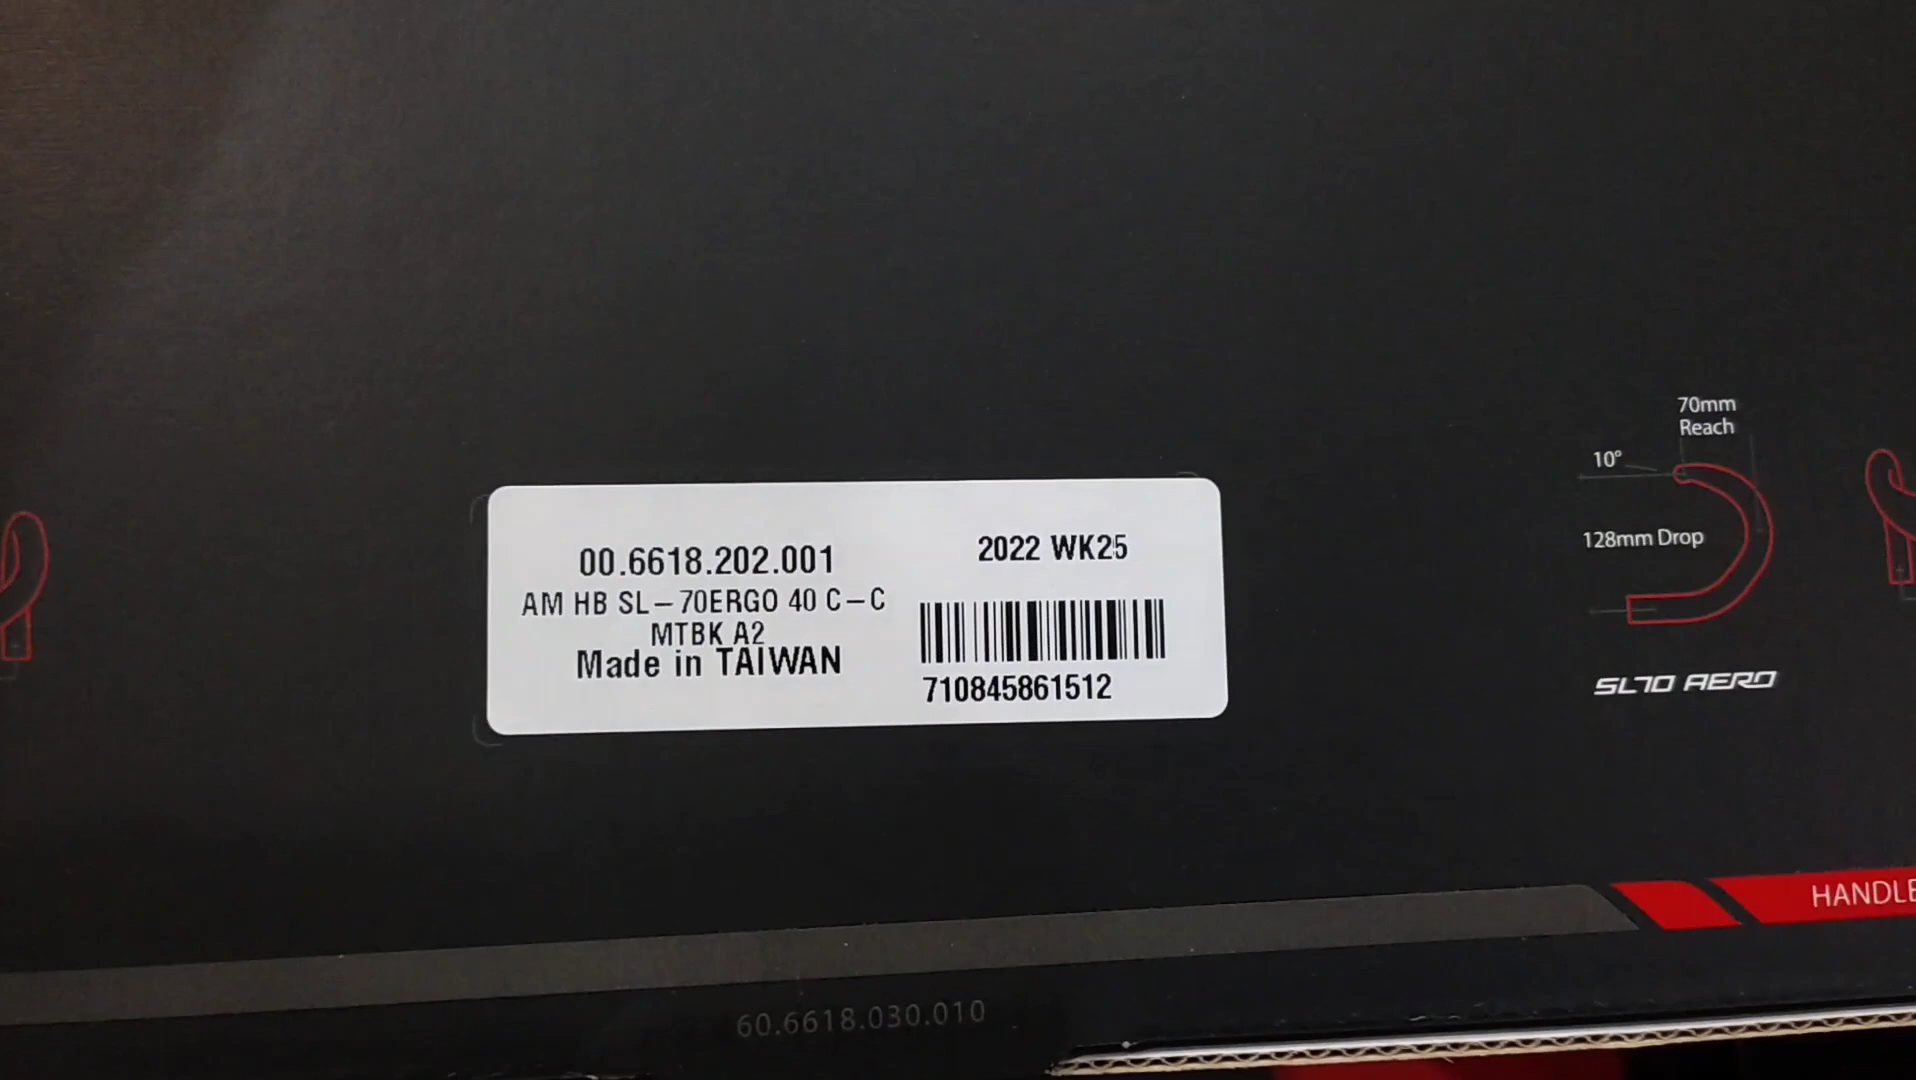 00.6618.202.001
AM HB SL-70ERGO 40 C-C
MTBK A2
Made in TAIWAN
2022 WK25
710845861512
70mm
Reach
10°
128mm Drop
SL70 AERO
60.6618.030.010